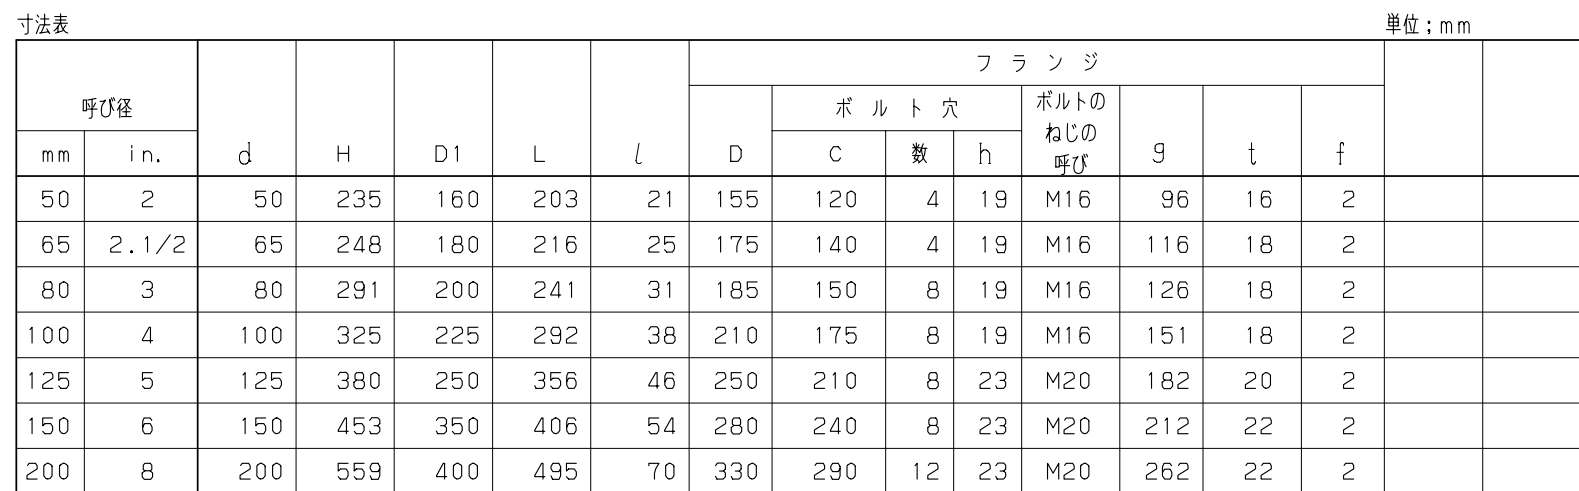 寸法表 単位；mm
フランジ
呼び径 ボルト穴 ボルトの
ねじの
mm in. d H D1 L l D C 数 h 呼び g t f
50 2 50 235 160 203 21 155 120 4 19 M16 96 16 2
65 2.1/2 65 248 180 216 25 175 140 4 19 M16 116 18 2
80 3 80 291 200 241 31 185 150 8 19 M16 126 18 2
100 4 100 325 225 292 38 210 175 8 19 M16 151 18 2
125 5 125 380 250 356 46 250 210 8 23 M20 182 20 2
150 6 150 453 350 406 54 280 240 8 23 M20 212 22 2
200 8 200 559 400 495 70 330 290 12 23 M20 262 22 2